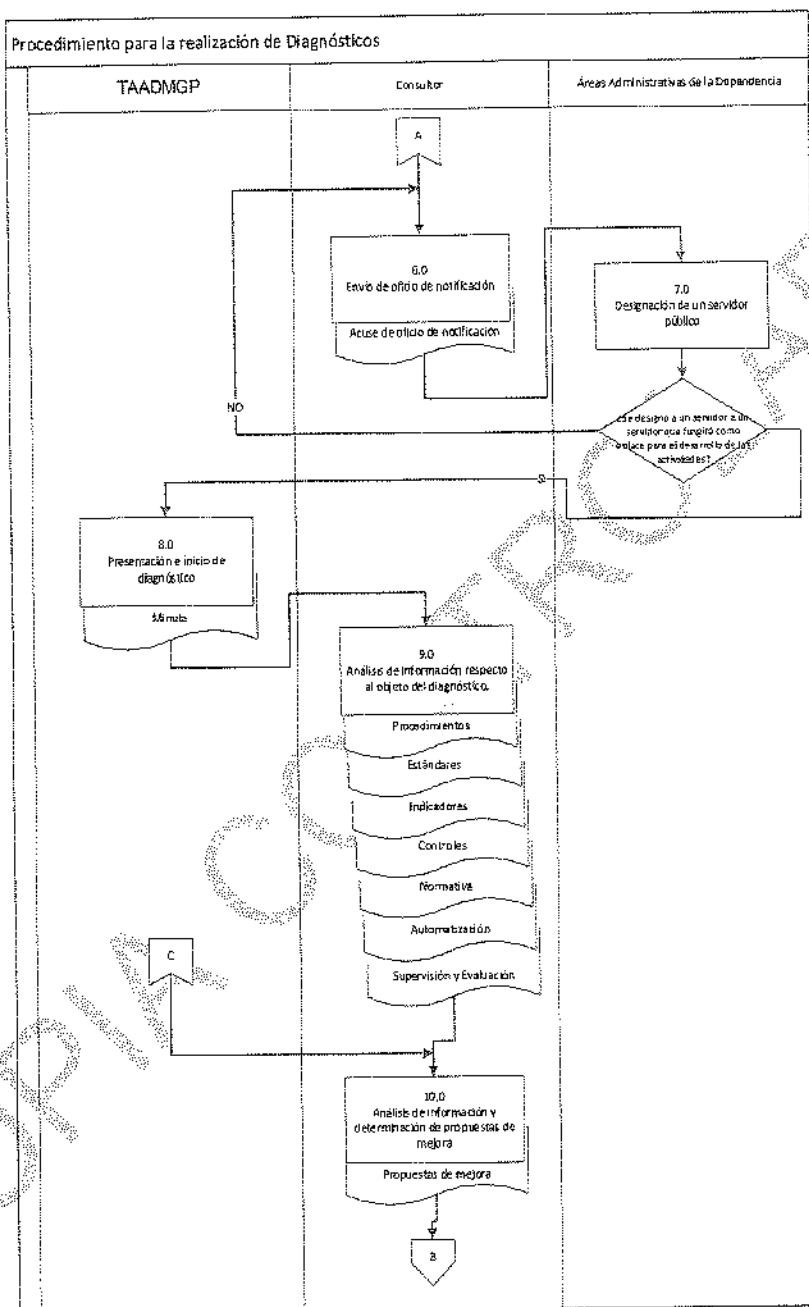 Procedimiento para la realización de Diagnósticos
TAADMGP
Consultor
Áreas Administrativas de la Dependencia
A
6.0
Envío de oficio de notificación
Acuse de oficio de notificación
7.0
Designación de un servidor
público
¿Se designo a un servidor a un
servidor que fungirá como
enlace para el desarrollo de las
actividades?
NO
8.0
Presentación e inicio de
diagnóstico
Minuta
9.0
Análisis de información respecto
al objeto del diagnóstico.
Procedimientos
Estándares
Indicadores
Controles
Normativa
Automatización
Supervisión y Evaluación
C
10.0
Análisis de información y
determinación de propuestas de
mejora
Propuestas de mejora
B